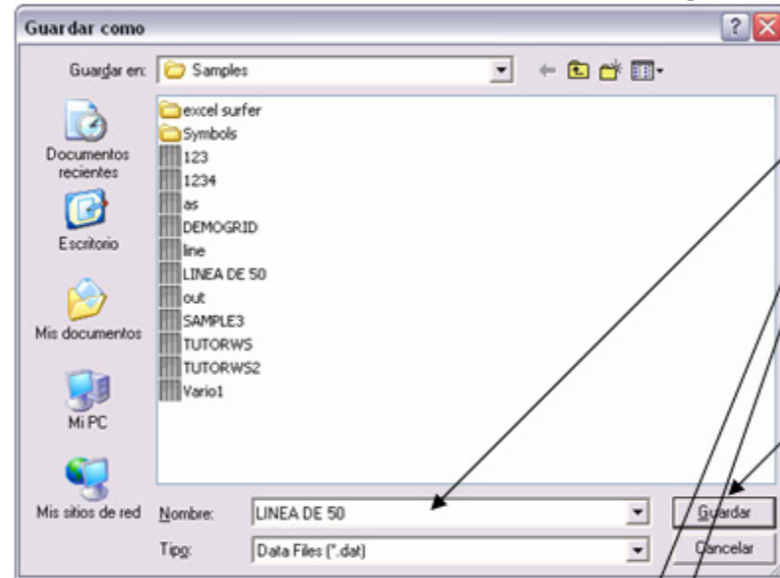 Guardar como
Guardar en:
Samples
Documentos
recientes
Escritorio
Mis documentos
Mi PC
Mis sitios de red
excel surfer
Symbols
123
1234
as
DEMOGRID
line
LINEA DE 50
out
SAMPLE3
TUTORWS
TUTORWS2
Vario1
Nombre:
LINEA DE 50
Guardar
Tipo:
Data Files (*.dat)
Cancelar